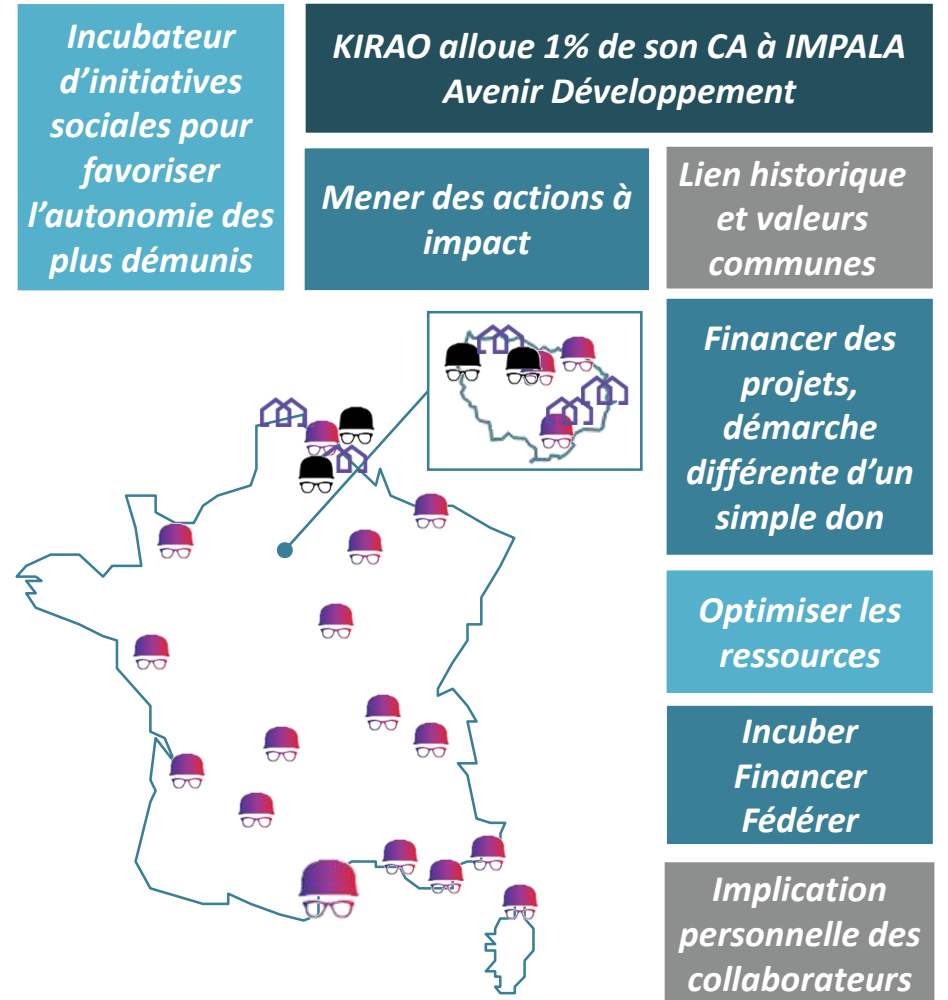 Incubateur
d'initiatives
sociales pour
favoriser
l'autonomie des
plus démunis
KIRAO alloue 1% de son CA à IMPALA
Avenir Développement
Mener des actions à
impact
Lien historique
et valeurs
communes
Financer des
projets,
démarche
différente d'un
simple don
Optimiser les
ressources
Incuber
Financer
Fédérer
Implication
personnelle des
collaborateurs